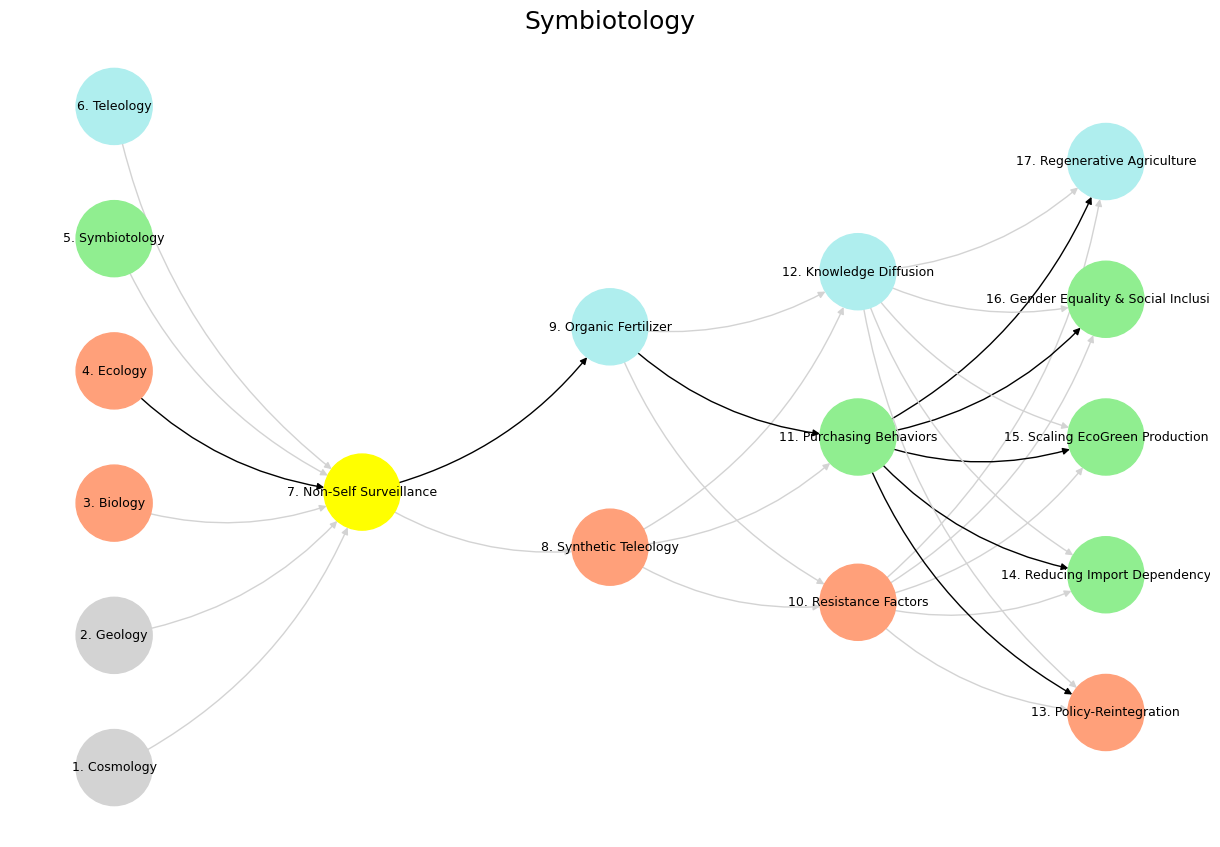 Symbiotology
6. Teleology
5. Symbiotology
4. Ecology
3. Biology
2. Geology
1. Cosmology
7. Non-Self Surveillance
9. Organic Fertilizer
8. Synthetic Teleology
12. Knowledge Diffusion
11. Purchasing Behaviors
10. Resistance Factors
17. Regenerative Agriculture
16. Gender Equality & Social Inclusi
15. Scaling EcoGreen Production
14. Reducing Import Dependency
13. Policy-Reintegration